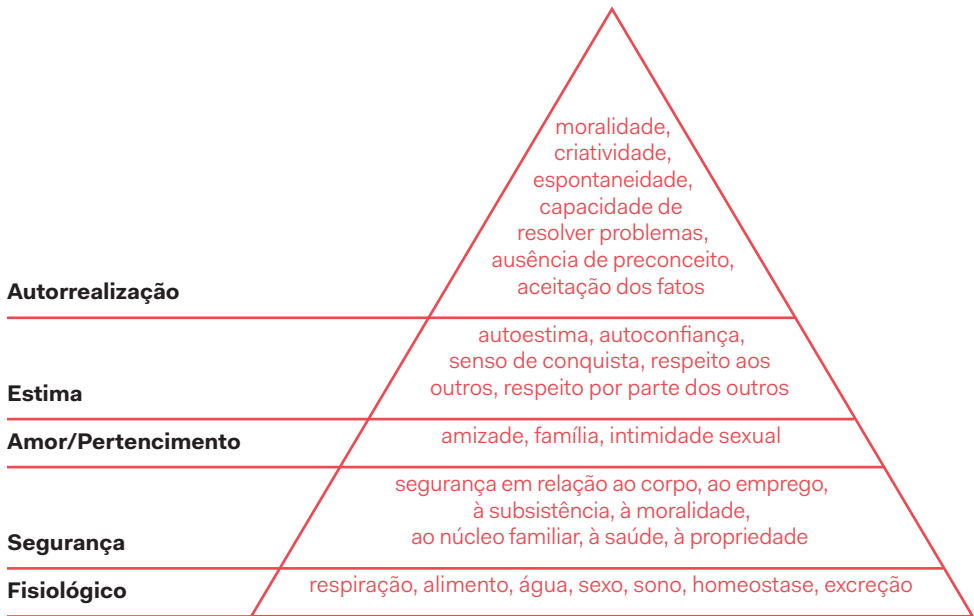 moralidade,
criatividade,
espontaneidade,
capacidade de
resolver problemas,
ausência de preconceito,
aceitação dos fatos
Autorrealização
autoestima, autoconfiança,
senso de conquista, respeito aos
outros, respeito por parte dos outros
Estima
amizade, família, intimidade sexual
Amor/Pertencimento
segurança em relação ao corpo, ao emprego,
à subsistência, à moralidade,
ao núcleo familiar, à saúde, à propriedade
Segurança
respiração, alimento, água, sexo, sono, homeostase, excreção
Fisiológico